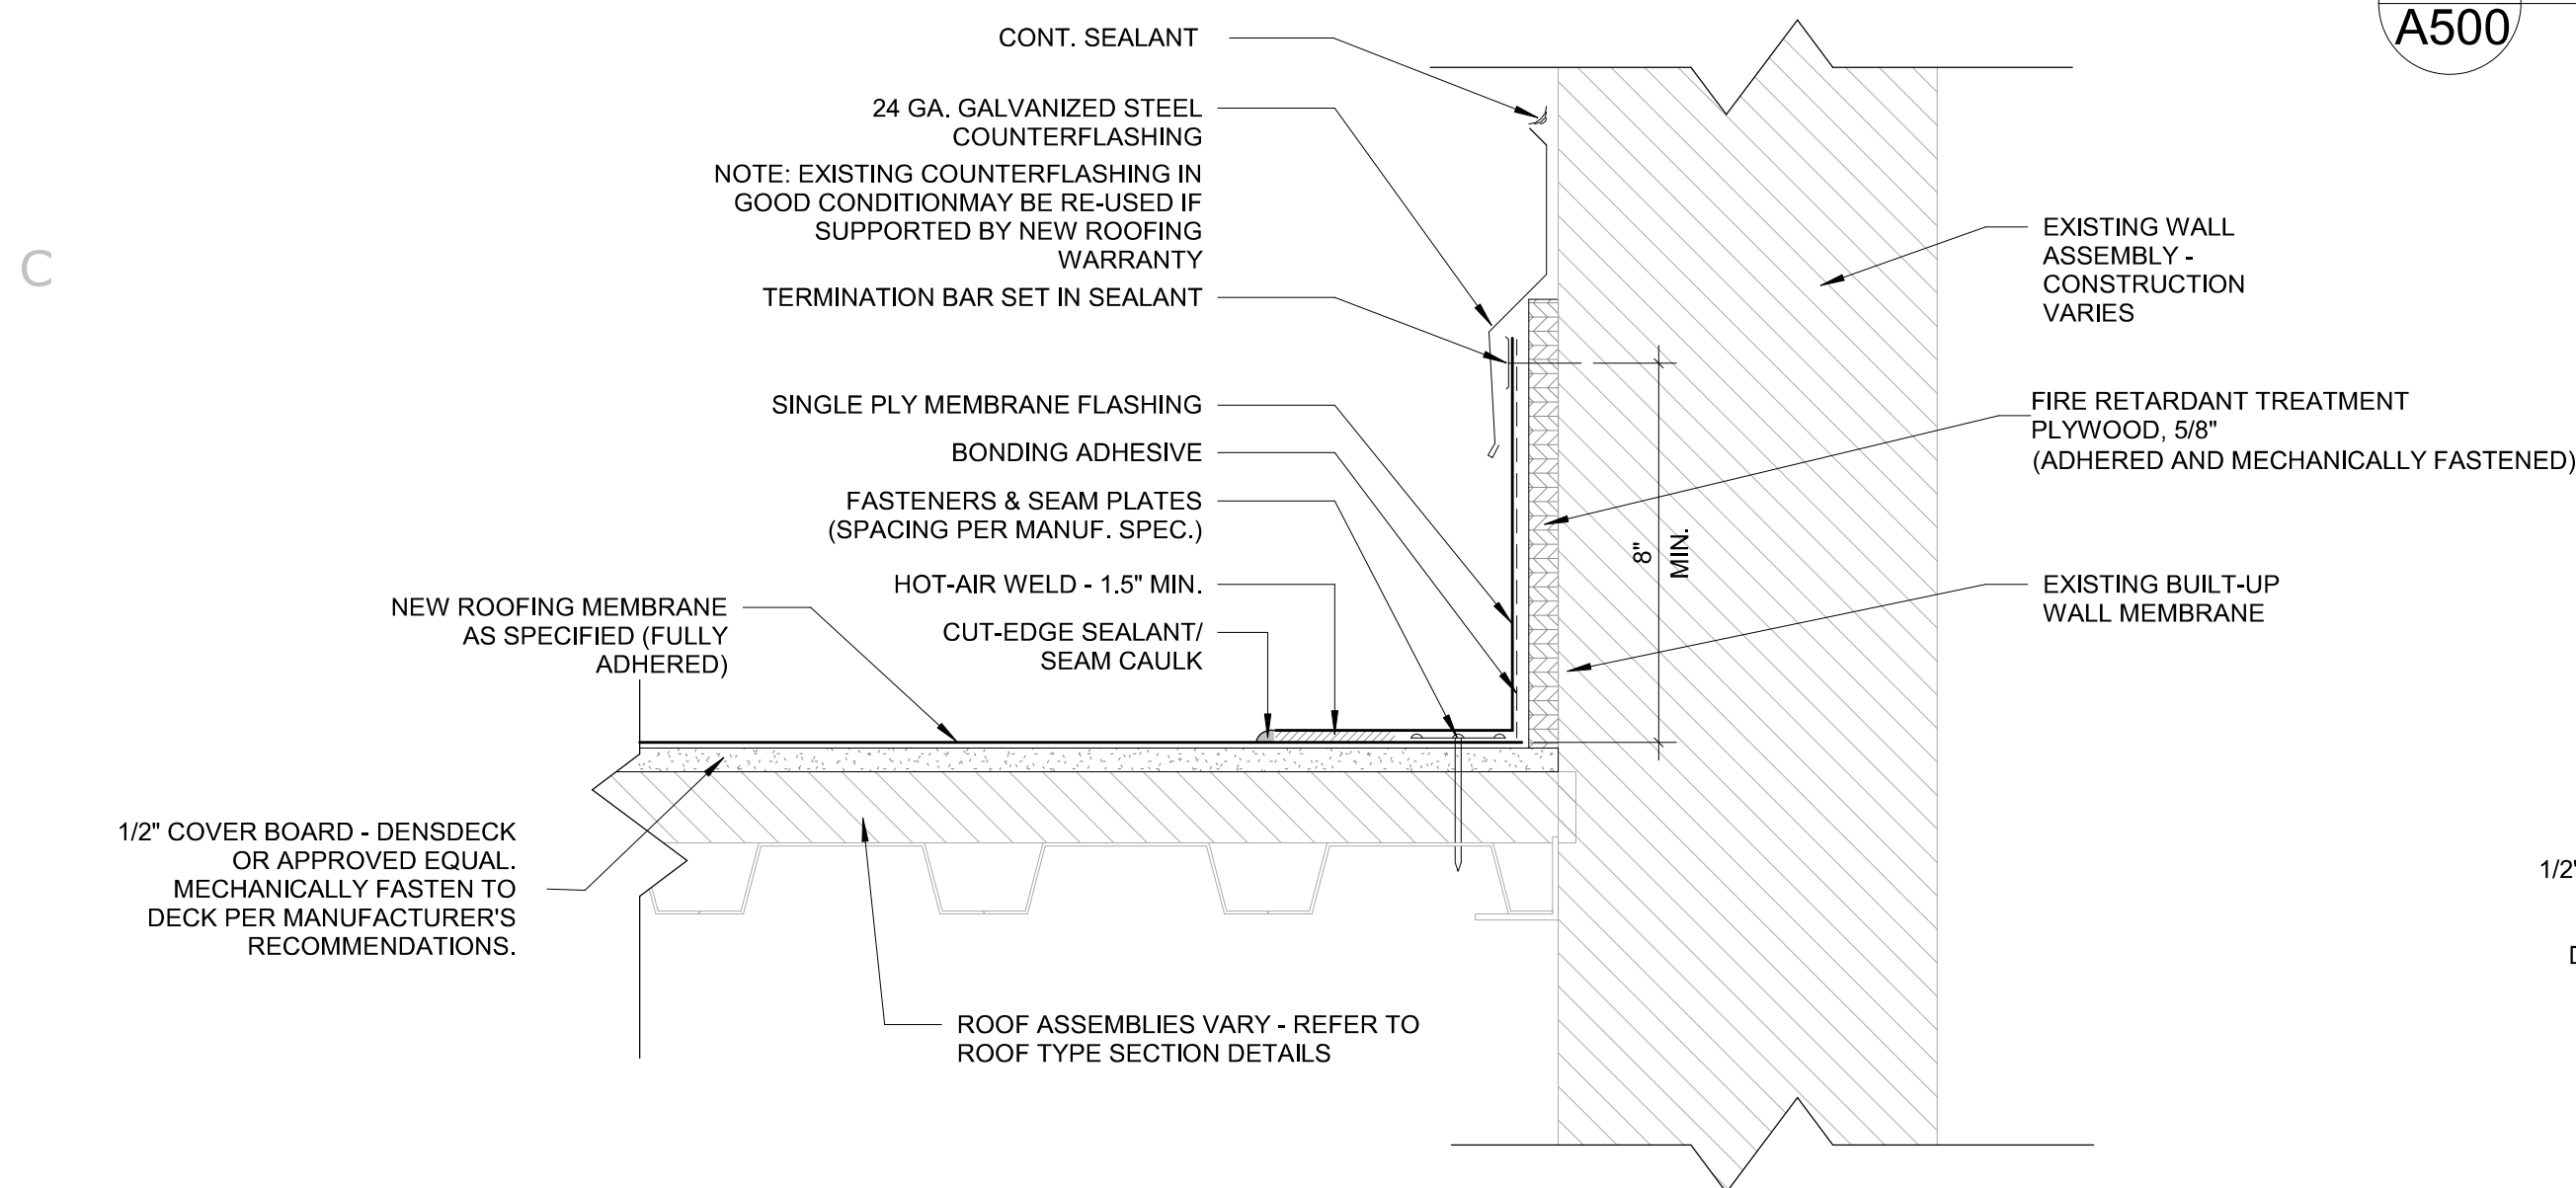 A500
CONT. SEALANT
24 GA. GALVANIZED STEEL
COUNTERFLASHING
NOTE: EXISTING COUNTERFLASHING IN
GOOD CONDITIONMAY BE RE-USED IF
SUPPORTED BY NEW ROOFING
WARRANTY
TERMINATION BAR SET IN SEALANT
SINGLE PLY MEMBRANE FLASHING
BONDING ADHESIVE
FASTENERS & SEAM PLATES
(SPACING PER MANUF. SPEC.)
HOT-AIR WELD - 1.5" MIN.
CUT-EDGE SEALANT/
SEAM CAULK
C
NEW ROOFING MEMBRANE
AS SPECIFIED (FULLY
ADHERED)
1/2" COVER BOARD - DENSDECK
OR APPROVED EQUAL.
MECHANICALLY FASTEN TO
DECK PER MANUFACTURER'S
RECOMMENDATIONS.
ROOF ASSEMBLIES VARY - REFER TO
ROOF TYPE SECTION DETAILS
EXISTING WALL
ASSEMBLY -
CONSTRUCTION
VARIES
FIRE RETARDANT TREATMENT
PLYWOOD, 5/8"
(ADHERED AND MECHANICALLY FASTENED)
8"
MIN.
EXISTING BUILT-UP
WALL MEMBRANE
1/2"